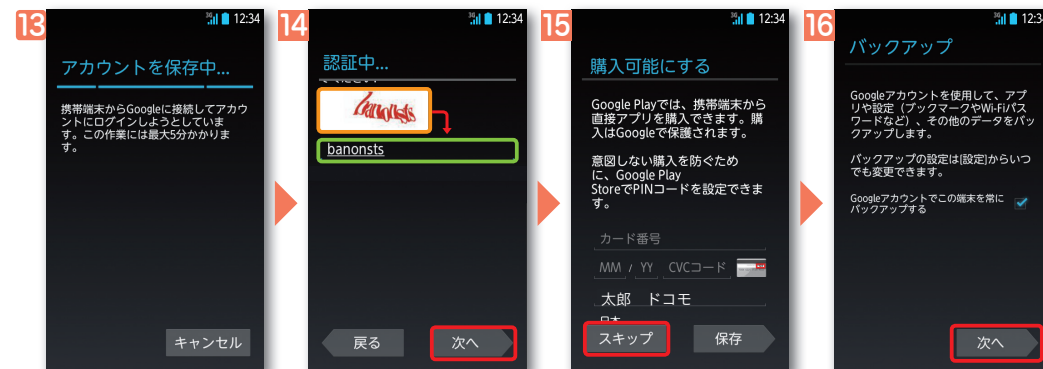 13
3G 12:34
アカウントを保存中...
携帯端末からGoogleに接続してアカウ
ントにログインしようとしていま
す。この作業には最大5分かかりま
す。
キャンセル
14
3G 12:34
認証中...
banonsts
banonsts
戻る
次へ
15
3G 12:34
購入可能にする
Google Playでは、携帯端末から
直接アプリを購入できます。購
入はGoogleで保護されます。
意図しない購入を防ぐため
に、Google Play
StoreでPINコードを設定できま
す。
カード番号
MM / YY CVCコード
太郎 ドコモ
日本
スキップ
保存
16
3G 12:34
バックアップ
Googleアカウントを使用して、アプ
リや設定（ブックマークやWi-Fiパス
ワードなど）、その他のデータをバッ
クアップします。
バックアップの設定は[設定]からいつ
でも変更できます。
Googleアカウントでこの端末を常に
バックアップする
次へ